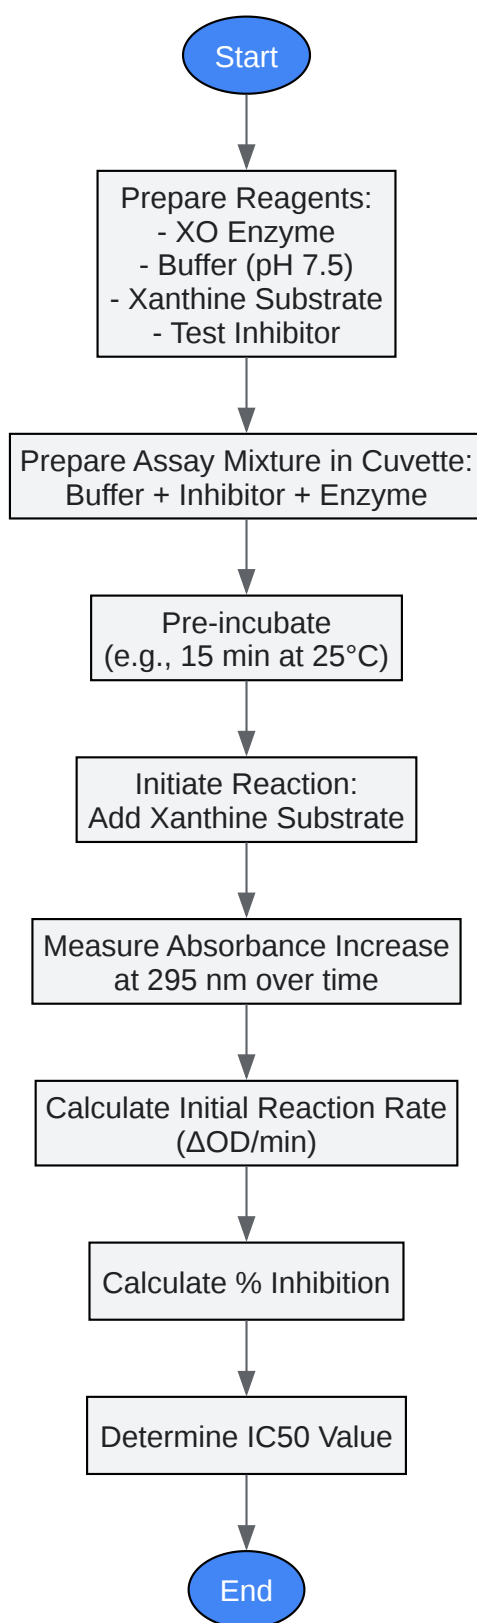 Start
Prepare Reagents:
- XO Enzyme
- Buffer (pH 7.5)
- Xanthine Substrate
- Test Inhibitor
Prepare Assay Mixture in Cuvette:
Buffer + Inhibitor + Enzyme
Pre-incubate
(e.g., 15 min at 25°C)
Initiate Reaction:
Add Xanthine Substrate
Measure Absorbance Increase
at 295 nm over time
Calculate Initial Reaction Rate
(ΔOD/min)
Calculate % Inhibition
Determine IC50 Value
End